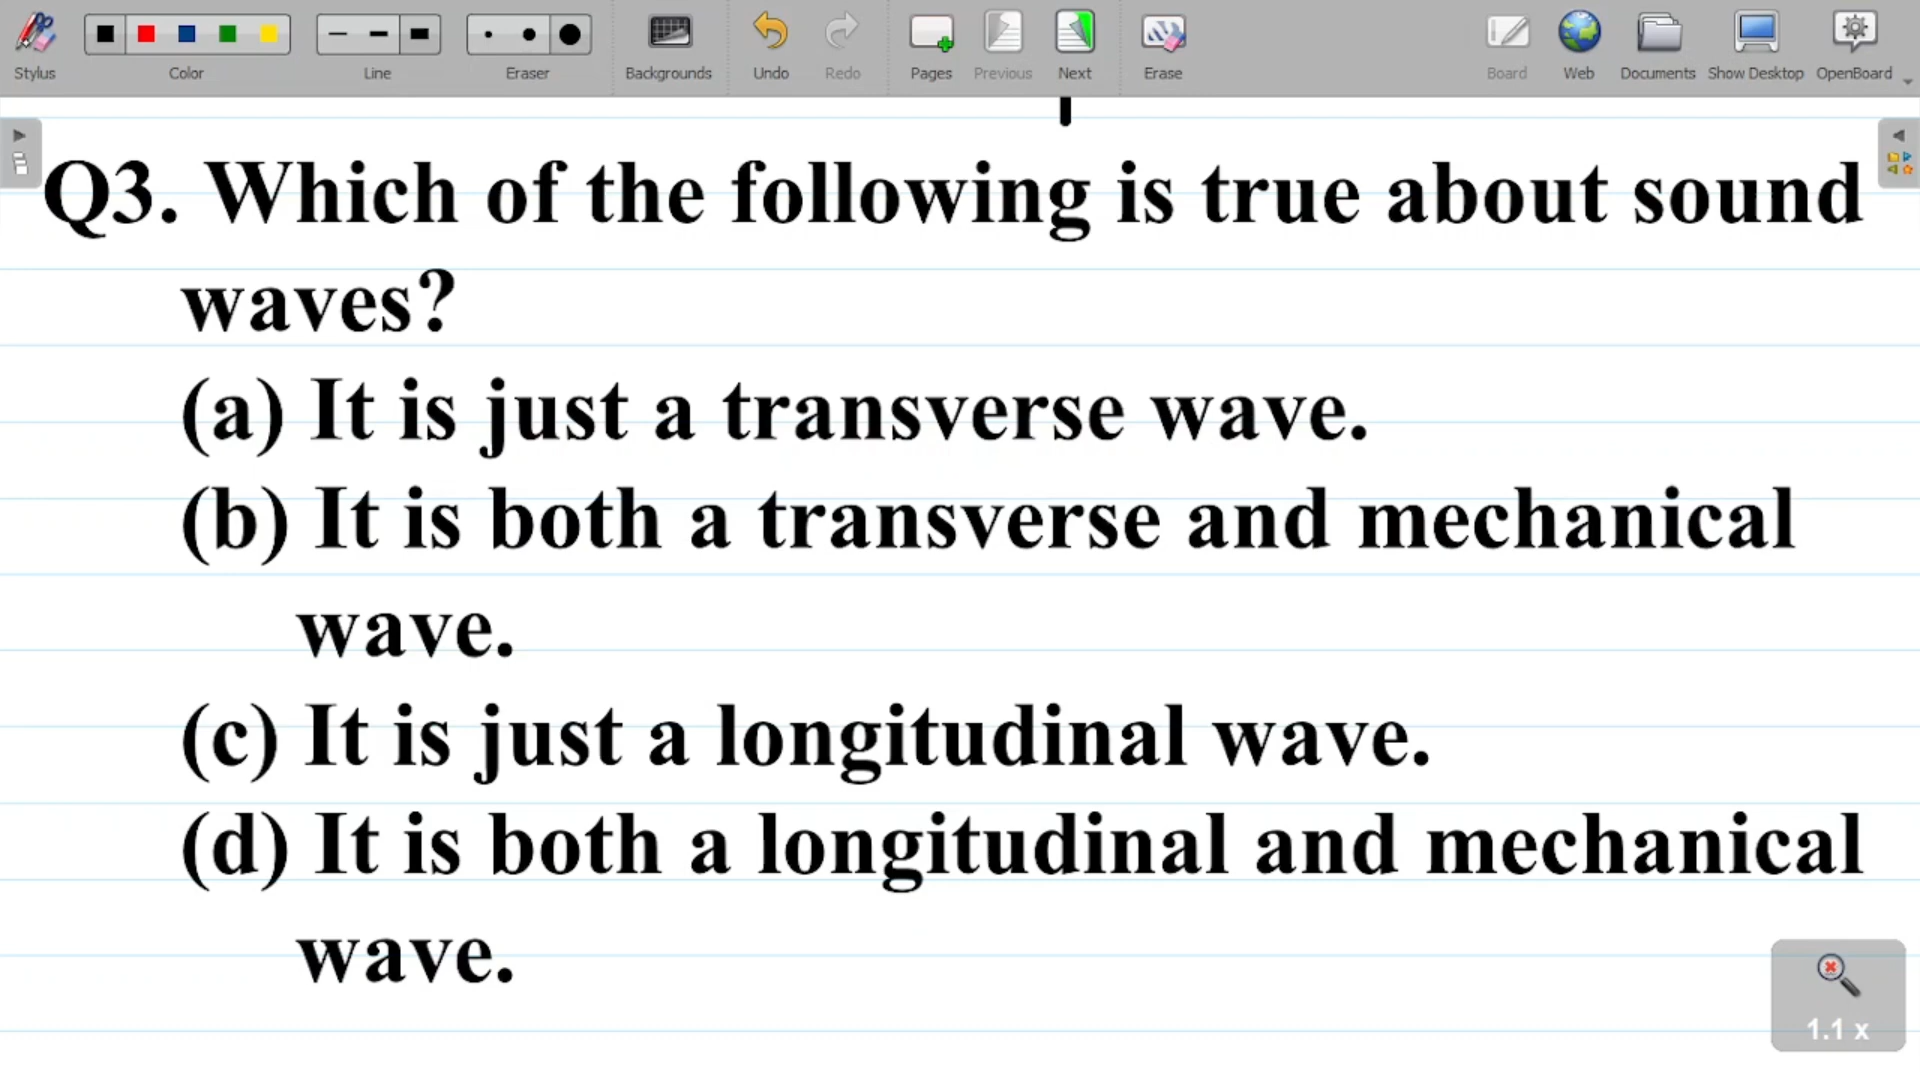 Stylus
Color
Line
Eraser
Backgrounds
Undo
Redo
Pages
Previous
Next
Erase
Board
Web
Documents
Show Desktop
OpenBoard
Q3. Which of the following is true about sound
waves?
(a) It is just a transverse wave.
(b) It is both a transverse and mechanical
wave.
(c) It is just a longitudinal wave.
(d) It is both a longitudinal and mechanical
wave.
1.1 x